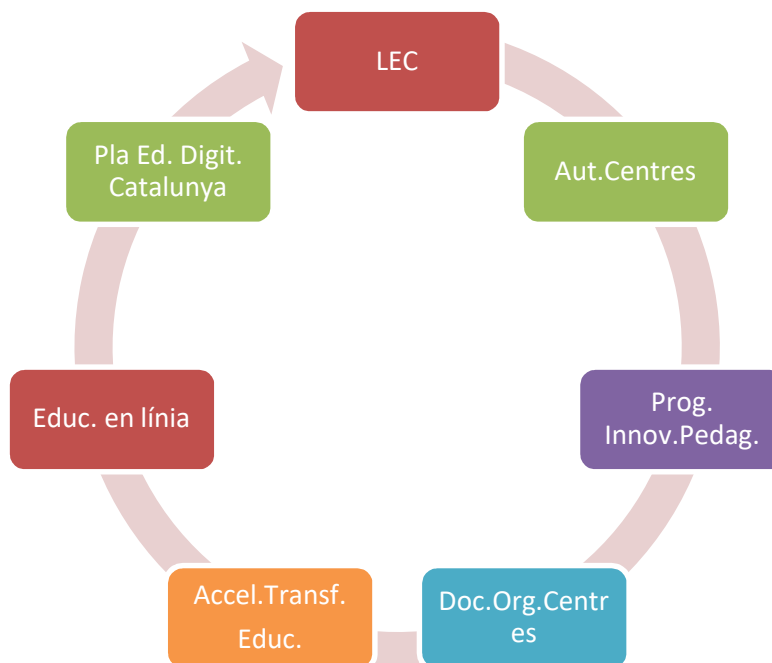 LEC
Aut.Centres
Prog.
Innov.Pedag.
Doc.Org.Centr
es
Accel.Transf.
Educ.
Educ. en línia
Pla Ed. Digit.
Catalunya